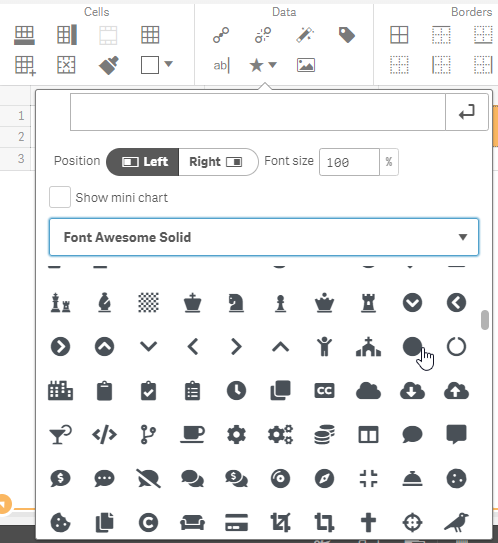 Cells
Data
Borders
ab|
1
2
3
Position
Left
Right
Font size
100
%
Show mini chart
Font Awesome Solid